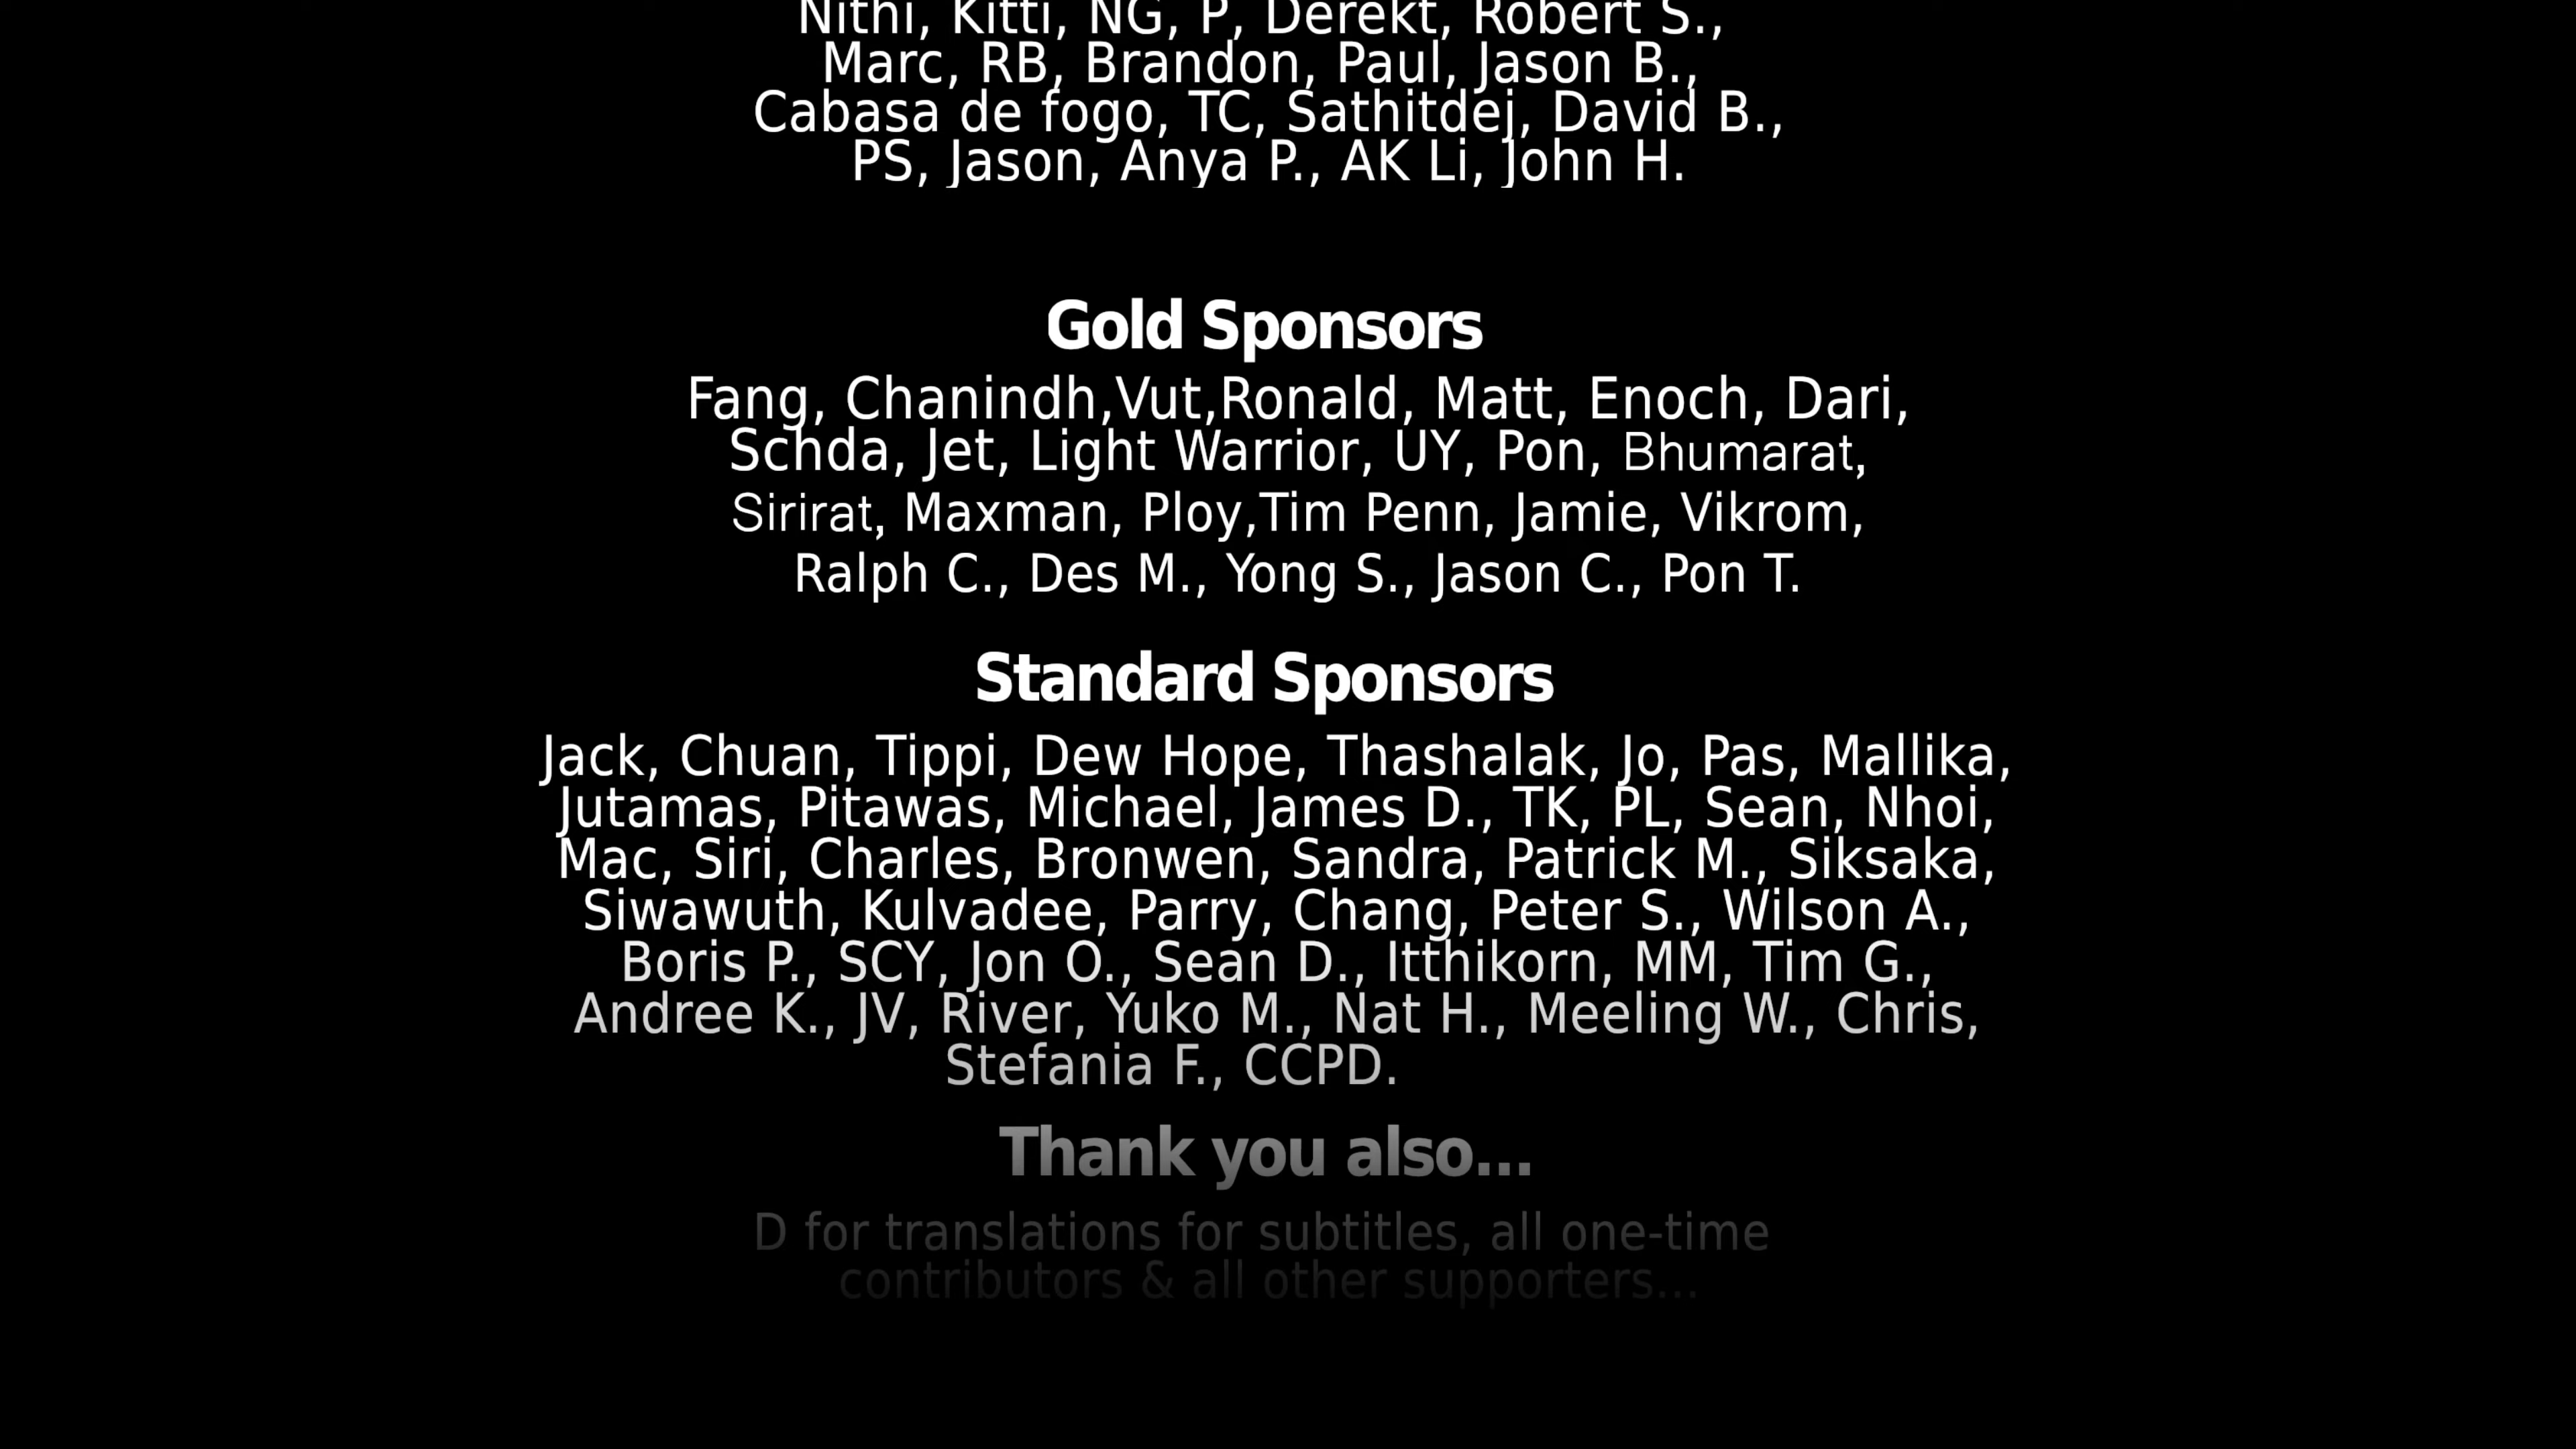 Nithi, Kitti, NG, P, Derekt, Robert S.,
Marc, RB, Brandon, Paul, Jason B.,
Cabasa de fogo, TC, Sathitdej, David B.,
PS, Jason, Anya P., AK Li, John H.
Gold Sponsors
Fang, Chanindh,Vut,Ronald, Matt, Enoch, Dari,
Schda, Jet, Light Warrior, UY, Pon, Bhumarat,
Sirirat, Maxman, Ploy,Tim Penn, Jamie, Vikrom,
Ralph C., Des M., Yong S., Jason C., Pon T.
Standard Sponsors
Jack, Chuan, Tippi, Dew Hope, Thashalak, Jo, Pas, Mallika,
Jutamas, Pitawas, Michael, James D., TK, PL, Sean, Nhoi,
Mac, Siri, Charles, Bronwen, Sandra, Patrick M., Siksaka,
Siwawuth, Kulvadee, Parry, Chang, Peter S., Wilson A.,
Boris P., SCY, Jon O., Sean D., Itthikorn, MM, Tim G.,
Andree K., JV, River, Yuko M., Nat H., Meeling W., Chris,
Stefania F., CCPD.
Thank you also...
D for translations for subtitles, all one-time
contributors & all other supporters...